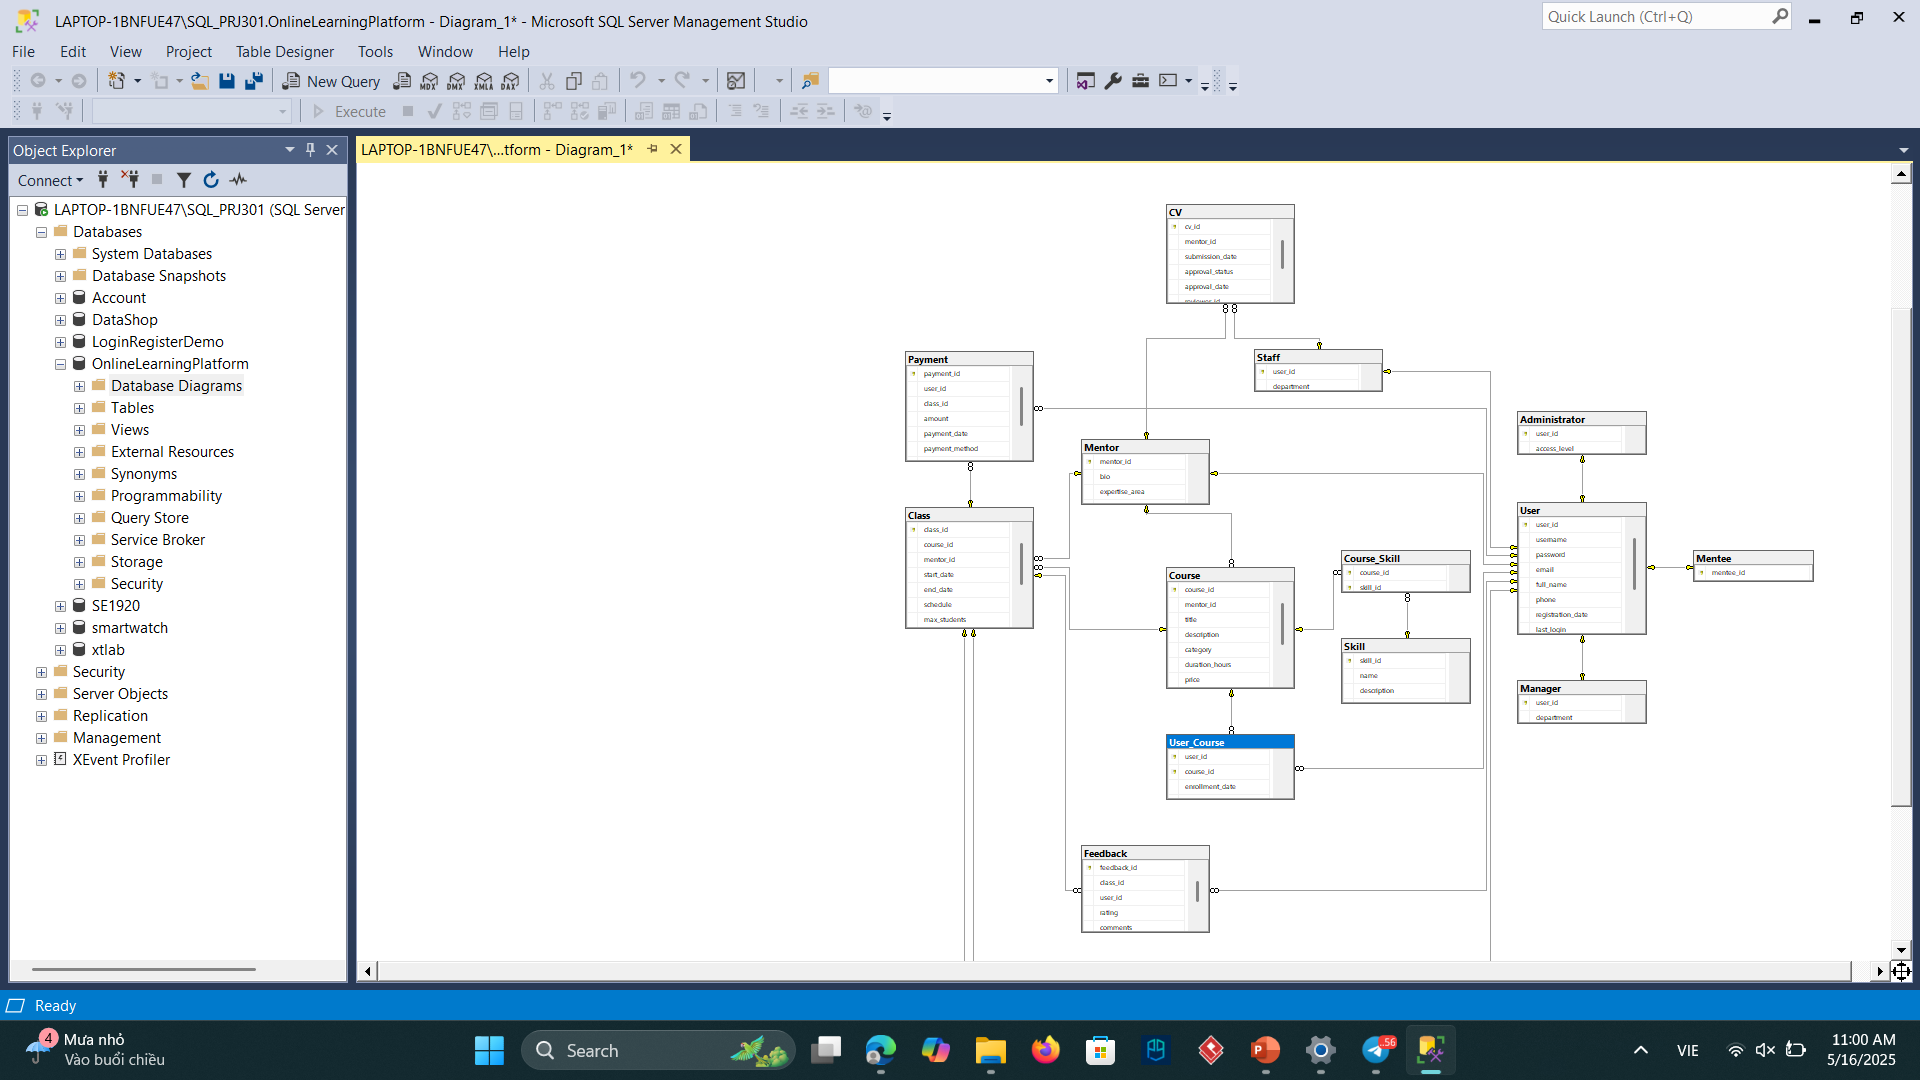 LAPTOP-1BNFUE47\SQL_PRJ301.OnlineLearningPlatform - Diagram_1* - Microsoft SQL Server Management Studio
Quick Launch (Ctrl+Q)
File Edit View Project Table Designer Tools Window Help
New Query MDX DMX XMLA DAX
Execute
Object Explorer
LAPTOP-1BNFUE47\...tform - Diagram_1*
Connect
LAPTOP-1BNFUE47\SQL_PRJ301 (SQL Server
Databases
System Databases
Database Snapshots
Account
DataShop
LoginRegisterDemo
OnlineLearningPlatform
Database Diagrams
Tables
Views
External Resources
Synonyms
Programmability
Query Store
Service Broker
Storage
Security
SE1920
smartwatch
xtlab
Security
Server Objects
Replication
Management
XEvent Profiler
CV
cv_id
mentor_id
submission_date
approval_status
approval_date
reviewer_id
Staff
user_id
department
Payment
payment_id
user_id
class_id
amount
payment_date
payment_method
Mentor
mentor_id
bio
expertise_area
Administrator
user_id
access_level
Class
class_id
course_id
mentor_id
start_date
end_date
schedule
max_students
User
user_id
username
password
email
full_name
phone
registration_date
last_login
Mentee
mentee_id
Course_Skill
course_id
skill_id
Course
course_id
mentor_id
title
description
category
duration_hours
price
Skill
skill_id
name
description
Manager
user_id
department
User_Course
user_id
course_id
enrollment_date
Feedback
feedback_id
class_id
user_id
rating
comments
Ready
4
Mưa nhỏ
Vào buổi chiều
Search
.56
VIE
11:00 AM
5/16/2025